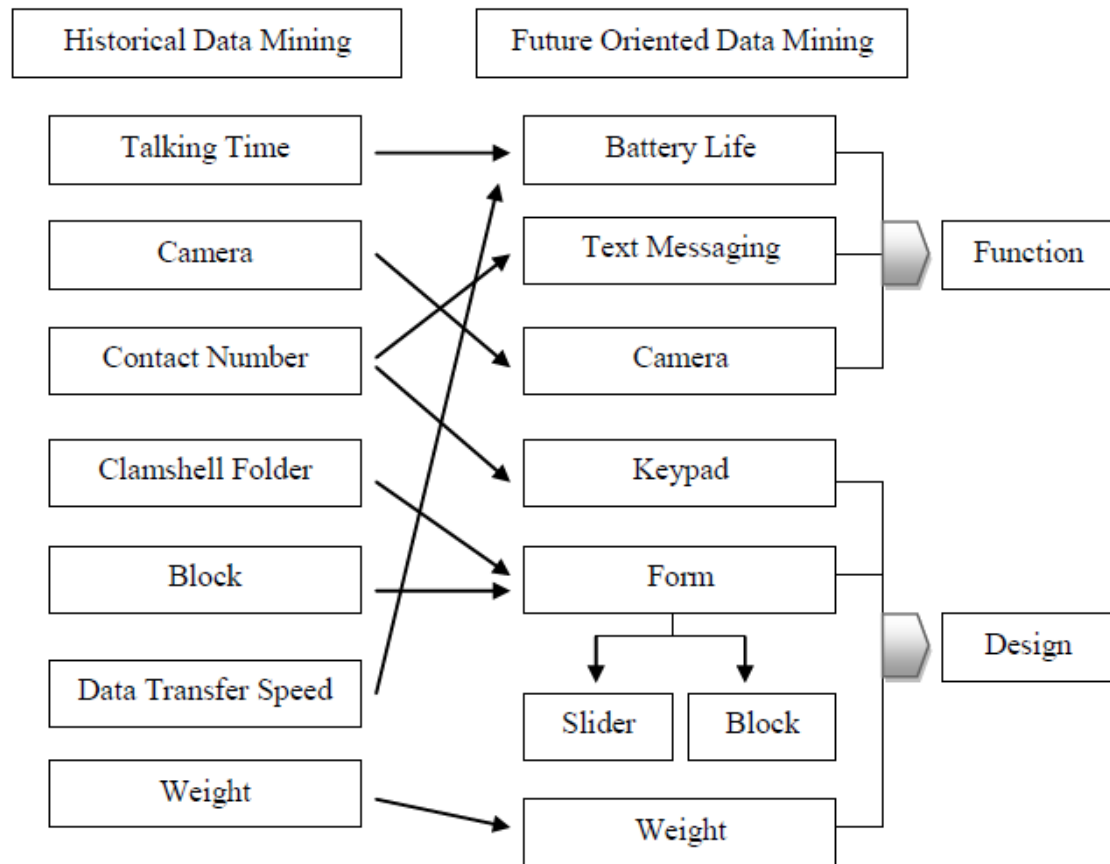 Historical Data Mining
Future Oriented Data Mining
Talking Time
Battery Life
Camera
Text Messaging
Function
Contact Number
Camera
Clamshell Folder
Keypad
Block
Form
Design
Data Transfer Speed
Slider
Block
Weight
Weight